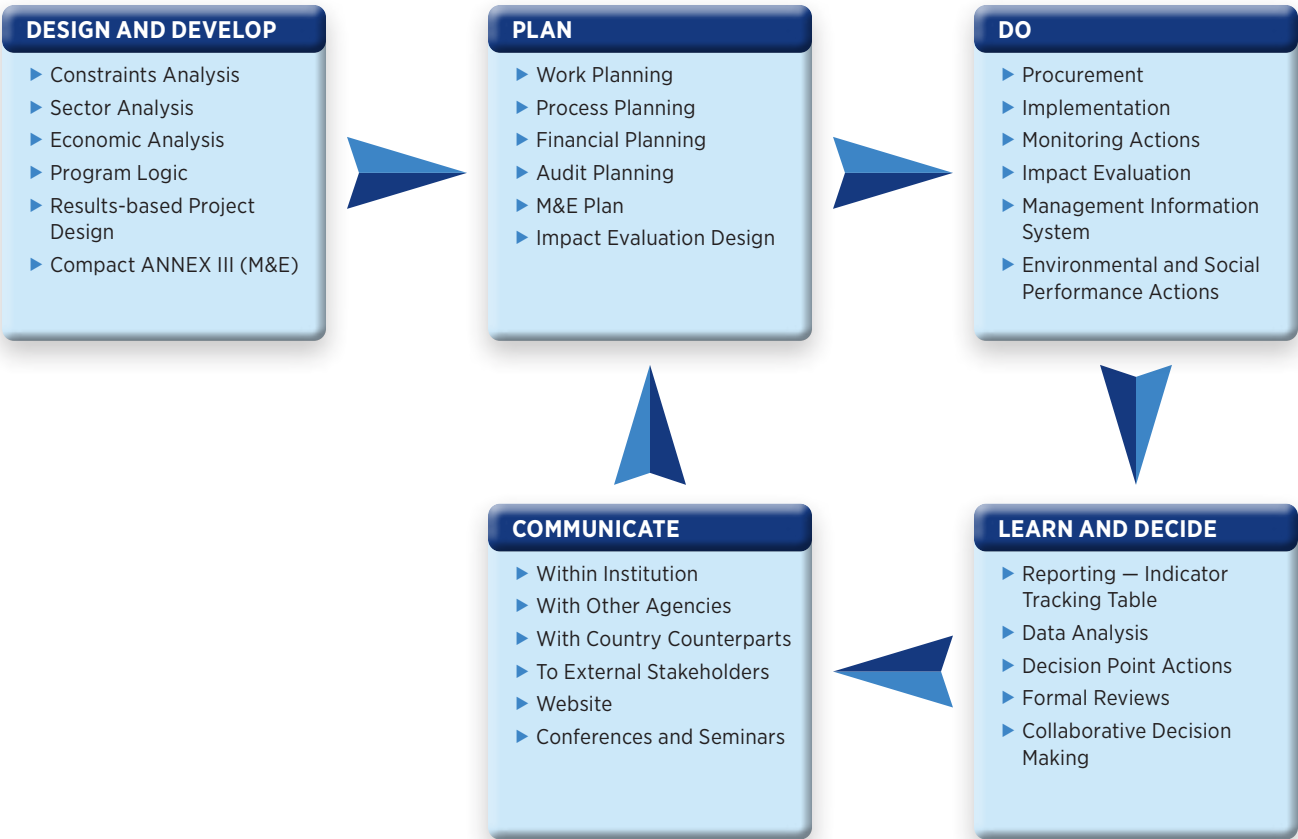 DESIGN AND DEVELOP
Constraints Analysis
Sector Analysis
Economic Analysis
Program Logic
Results-based Project
Design
Compact ANNEX III (M&E)
PLAN
Work Planning
Process Planning
Financial Planning
Audit Planning
M&E Plan
Impact Evaluation Design
DO
Procurement
Implementation
Monitoring Actions
Impact Evaluation
Management Information
System
Environmental and Social
Performance Actions
COMMUNICATE
Within Institution
With Other Agencies
With Country Counterparts
To External Stakeholders
Website
Conferences and Seminars
LEARN AND DECIDE
Reporting — Indicator
Tracking Table
Data Analysis
Decision Point Actions
Formal Reviews
Collaborative Decision
Making